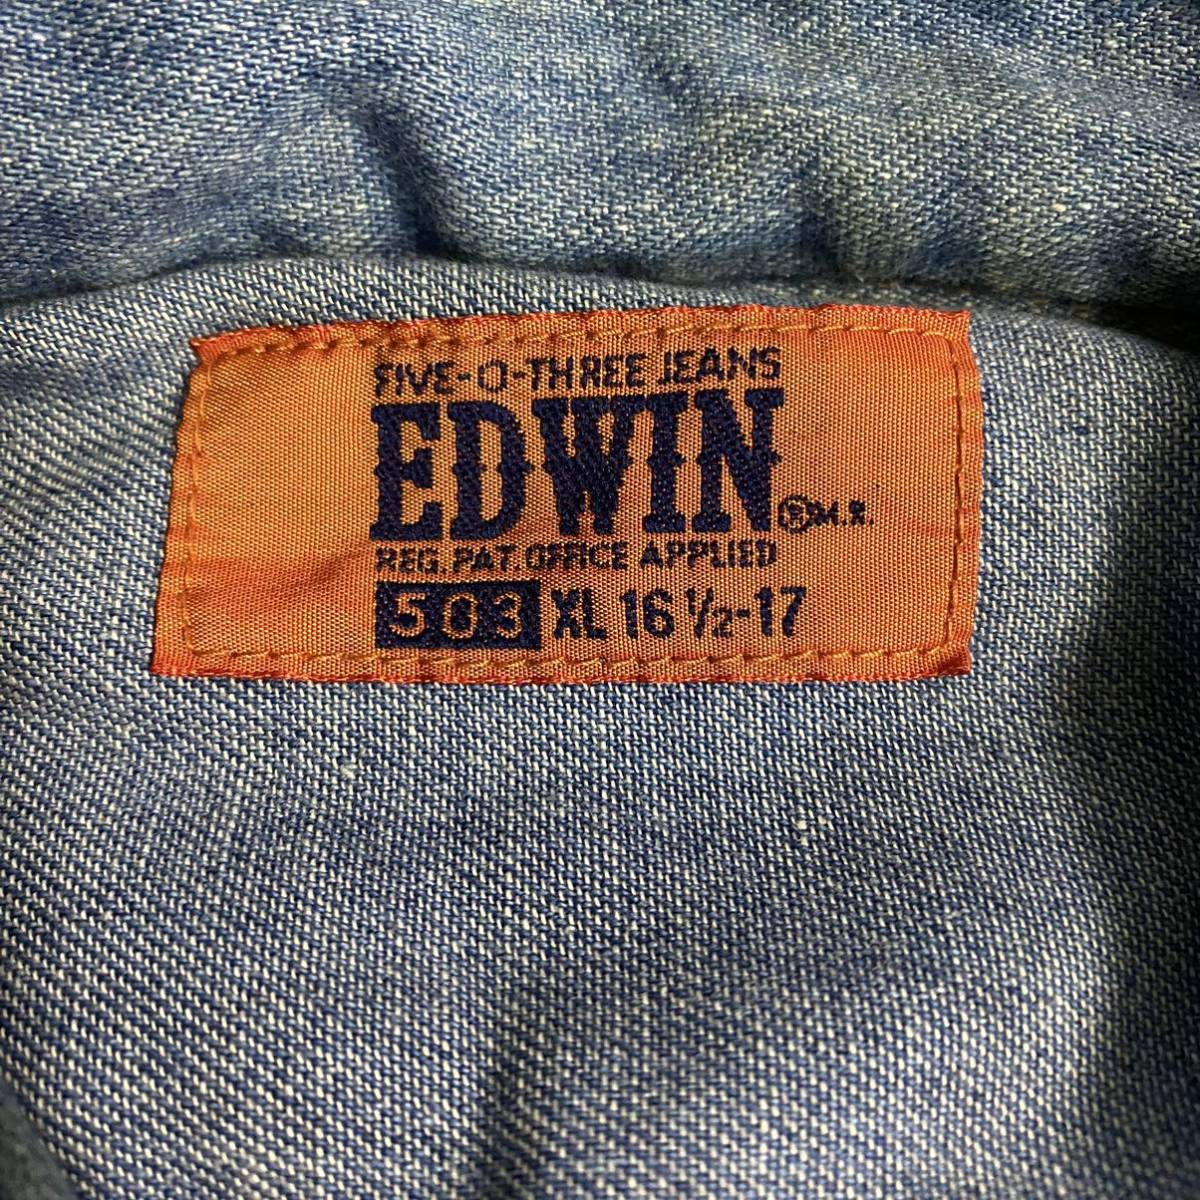 FIVE-O-THREE JEANS
EDWIN ® M.R.
REG. PAT. OFFICE APPLIED
503 XL 16 ½-17